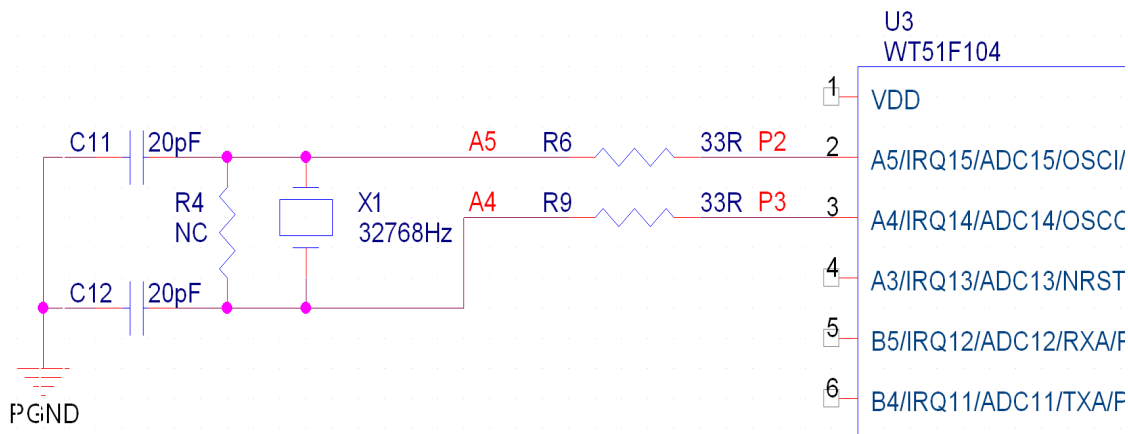 U3
WT51F104
1 VDD
C11 20pF A5 R6 33R P2 2 A5/IRQ15/ADC15/OSCI/
R4 NC X1 32768Hz
A4 R9 33R P3 3 A4/IRQ14/ADC14/OSCO
4 A3/IRQ13/ADC13/NRST
C12 20pF
5 B5/IRQ12/ADC12/RXA/P
6 B4/IRQ11/ADC11/TXA/P
PGND